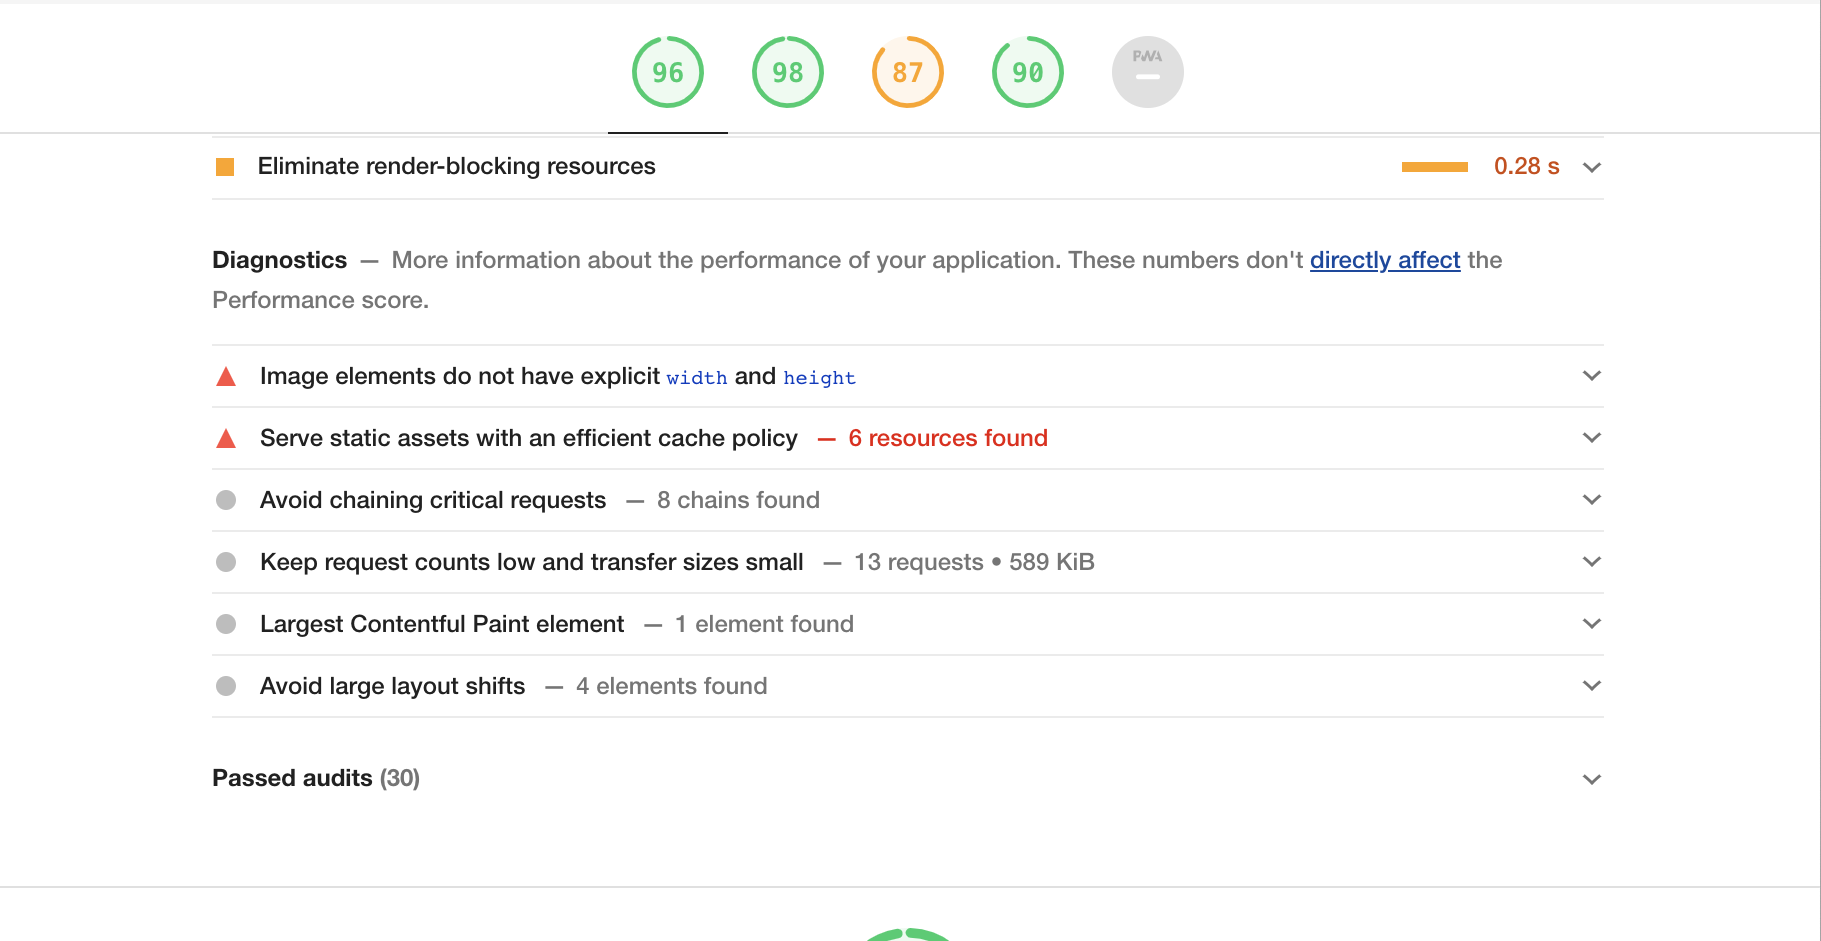 96 98 87 90 PWA
Eliminate render-blocking resources 0.28 s
Diagnostics — More information about the performance of your application. These numbers don't directly affect the
Performance score.
Image elements do not have explicit width and height
Serve static assets with an efficient cache policy — 6 resources found
Avoid chaining critical requests — 8 chains found
Keep request counts low and transfer sizes small — 13 requests • 589 KiB
Largest Contentful Paint element — 1 element found
Avoid large layout shifts — 4 elements found
Passed audits (30)